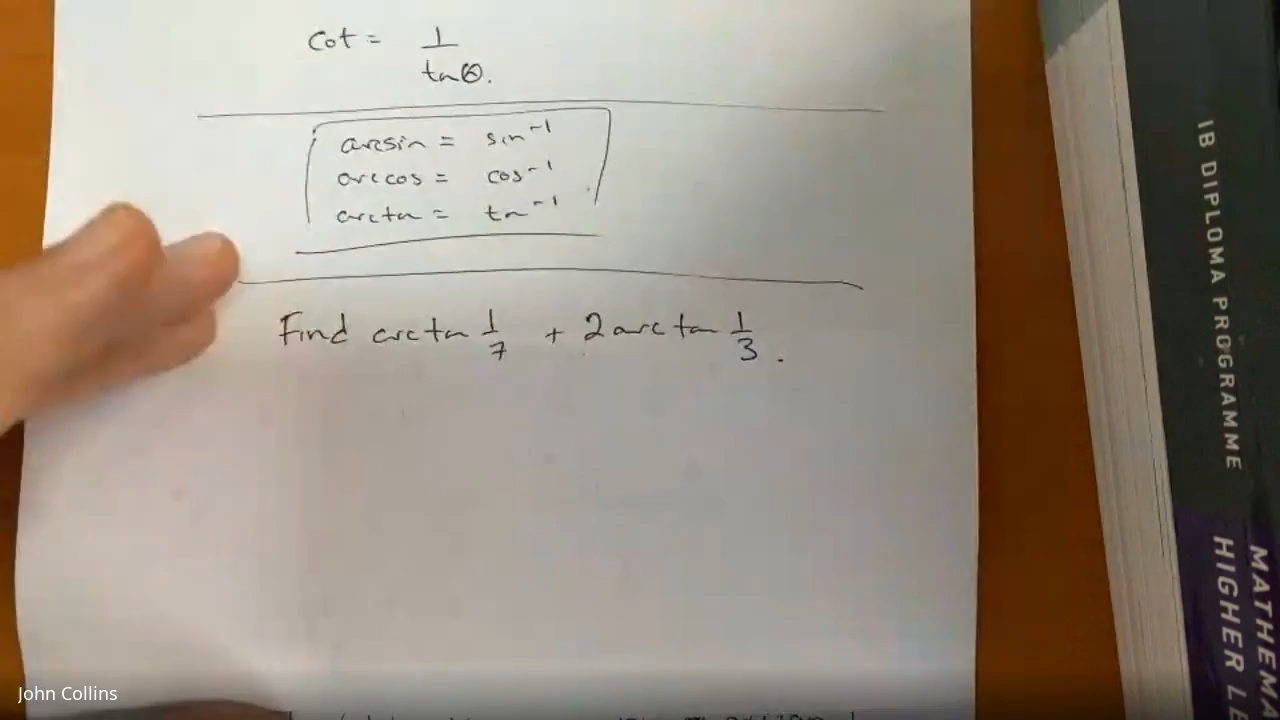 cot = 1/tanθ.
arcsin = sin⁻¹
arccos = cos⁻¹
arctan = tan⁻¹
Find arctan 1/7 + 2 arctan 1/3.
IB DIPLOMA PROGRAMME
MATHEMA
HIGHER LE
John Collins